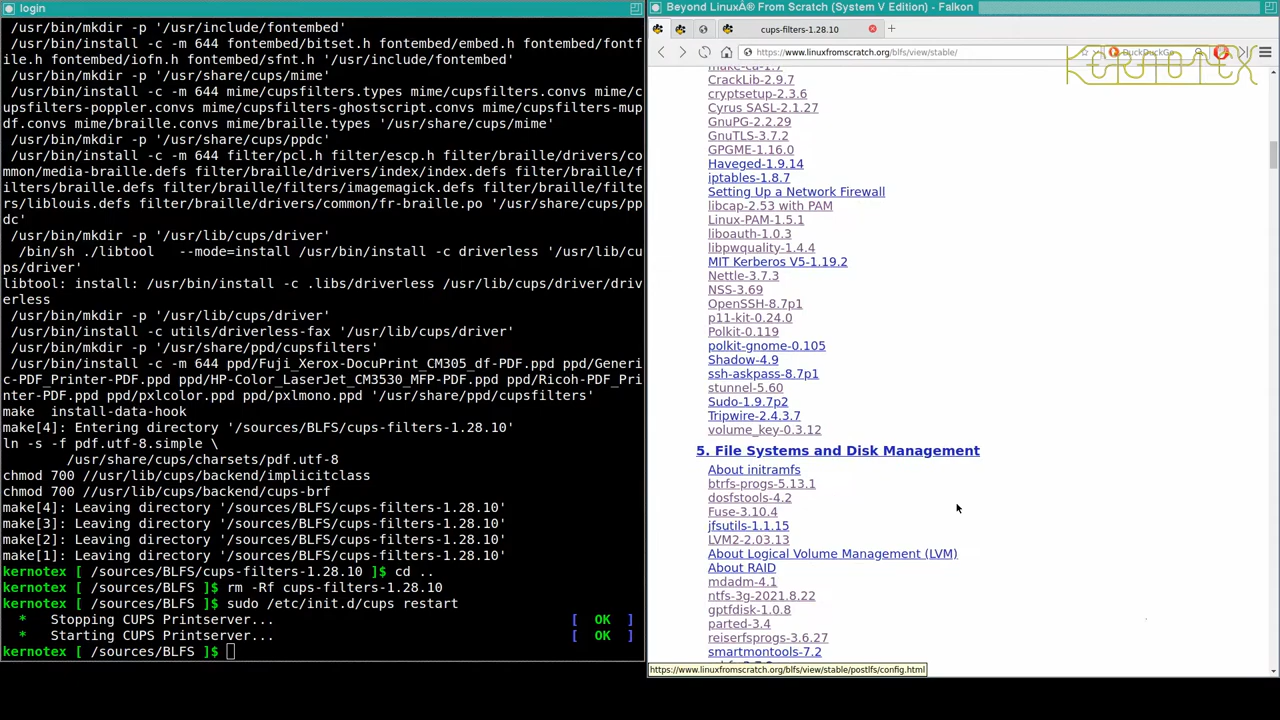 login
/usr/bin/mkdir -p '/usr/include/fontembed'
/usr/bin/install -c -m 644 fontembed/bitset.h fontembed/embed.h fontembed/fontf
ile.h fontembed/iofn.h fontembed/sfnt.h '/usr/include/fontembed'
/usr/bin/mkdir -p '/usr/share/cups/mime'
/usr/bin/install -c -m 644 mime/cupsfilters.types mime/cupsfilters.convs mime/c
upsfilters-poppler.convs mime/cupsfilters-ghostscript.convs mime/cupsfilters-mup
df.convs mime/braille.convs mime/braille.types '/usr/share/cups/mime'
/usr/bin/mkdir -p '/usr/share/cups/ppdc'
/usr/bin/install -c -m 644 filter/pcl.h filter/escp.h filter/braille/drivers/co
mmon/media-braille.defs filter/braille/drivers/index/index.defs filter/braille/f
ilters/braille.defs filter/braille/filters/imagemagick.defs filter/braille/filte
rs/liblouis.defs filter/braille/drivers/common/fr-braille.po '/usr/share/cups/pp
dc'
/usr/bin/mkdir -p '/usr/lib/cups/driver'
/bin/sh ./libtool   --mode=install /usr/bin/install -c driverless '/usr/lib/cu
ps/driver'
libtool: install: /usr/bin/install -c .libs/driverless /usr/lib/cups/driver/driv
erless
/usr/bin/mkdir -p '/usr/lib/cups/driver'
/usr/bin/install -c utils/driverless-fax '/usr/lib/cups/driver'
/usr/bin/mkdir -p '/usr/share/ppd/cupsfilters'
/usr/bin/install -c -m 644 ppd/Fuji_Xerox-DocuPrint_CM305_df-PDF.ppd ppd/Generi
c-PDF_Printer-PDF.ppd ppd/HP-Color_LaserJet_CM3530_MFP-PDF.ppd ppd/Ricoh-PDF_Pri
nter-PDF.ppd ppd/pxlcolor.ppd ppd/pxlmono.ppd '/usr/share/ppd/cupsfilters'
make  install-data-hook
make[4]: Entering directory '/sources/BLFS/cups-filters-1.28.10'
ln -s -f pdf.utf-8.simple \
/usr/share/cups/charsets/pdf.utf-8
chmod 700 //usr/lib/cups/backend/implicitclass
chmod 700 //usr/lib/cups/backend/cups-brf
make[4]: Leaving directory '/sources/BLFS/cups-filters-1.28.10'
make[3]: Leaving directory '/sources/BLFS/cups-filters-1.28.10'
make[2]: Leaving directory '/sources/BLFS/cups-filters-1.28.10'
make[1]: Leaving directory '/sources/BLFS/cups-filters-1.28.10'
kernotex [ /sources/BLFS/cups-filters-1.28.10 ]$ cd ..
kernotex [ /sources/BLFS ]$ rm -Rf cups-filters-1.28.10
kernotex [ /sources/BLFS ]$ sudo /etc/init.d/cups restart
*   Stopping CUPS Printserver... [ OK ]
*   Starting CUPS Printserver... [ OK ]
kernotex [ /sources/BLFS ]$
Beyond LinuxÂ® From Scratch (System V Edition) - Falkon
cups-filters-1.28.10
https://www.linuxfromscratch.org/blfs/view/stable/
DuckDuckGo
KERNOTEX
make-ca-1.7
CrackLib-2.9.7
cryptsetup-2.3.6
Cyrus SASL-2.1.27
GnuPG-2.2.29
GnuTLS-3.7.2
GPGME-1.16.0
Haveged-1.9.14
iptables-1.8.7
Setting Up a Network Firewall
libcap-2.53 with PAM
Linux-PAM-1.5.1
liboauth-1.0.3
libpwquality-1.4.4
MIT Kerberos V5-1.19.2
Nettle-3.7.3
NSS-3.69
OpenSSH-8.7p1
p11-kit-0.24.0
Polkit-0.119
polkit-gnome-0.105
Shadow-4.9
ssh-askpass-8.7p1
stunnel-5.60
Sudo-1.9.7p2
Tripwire-2.4.3.7
volume_key-0.3.12
5. File Systems and Disk Management
About initramfs
btrfs-progs-5.13.1
dosfstools-4.2
Fuse-3.10.4
jfsutils-1.1.15
LVM2-2.03.13
About Logical Volume Management (LVM)
About RAID
mdadm-4.1
ntfs-3g-2021.8.22
gptfdisk-1.0.8
parted-3.4
reiserfsprogs-3.6.27
smartmontools-7.2
https://www.linuxfromscratch.org/blfs/view/stable/postlfs/config.html